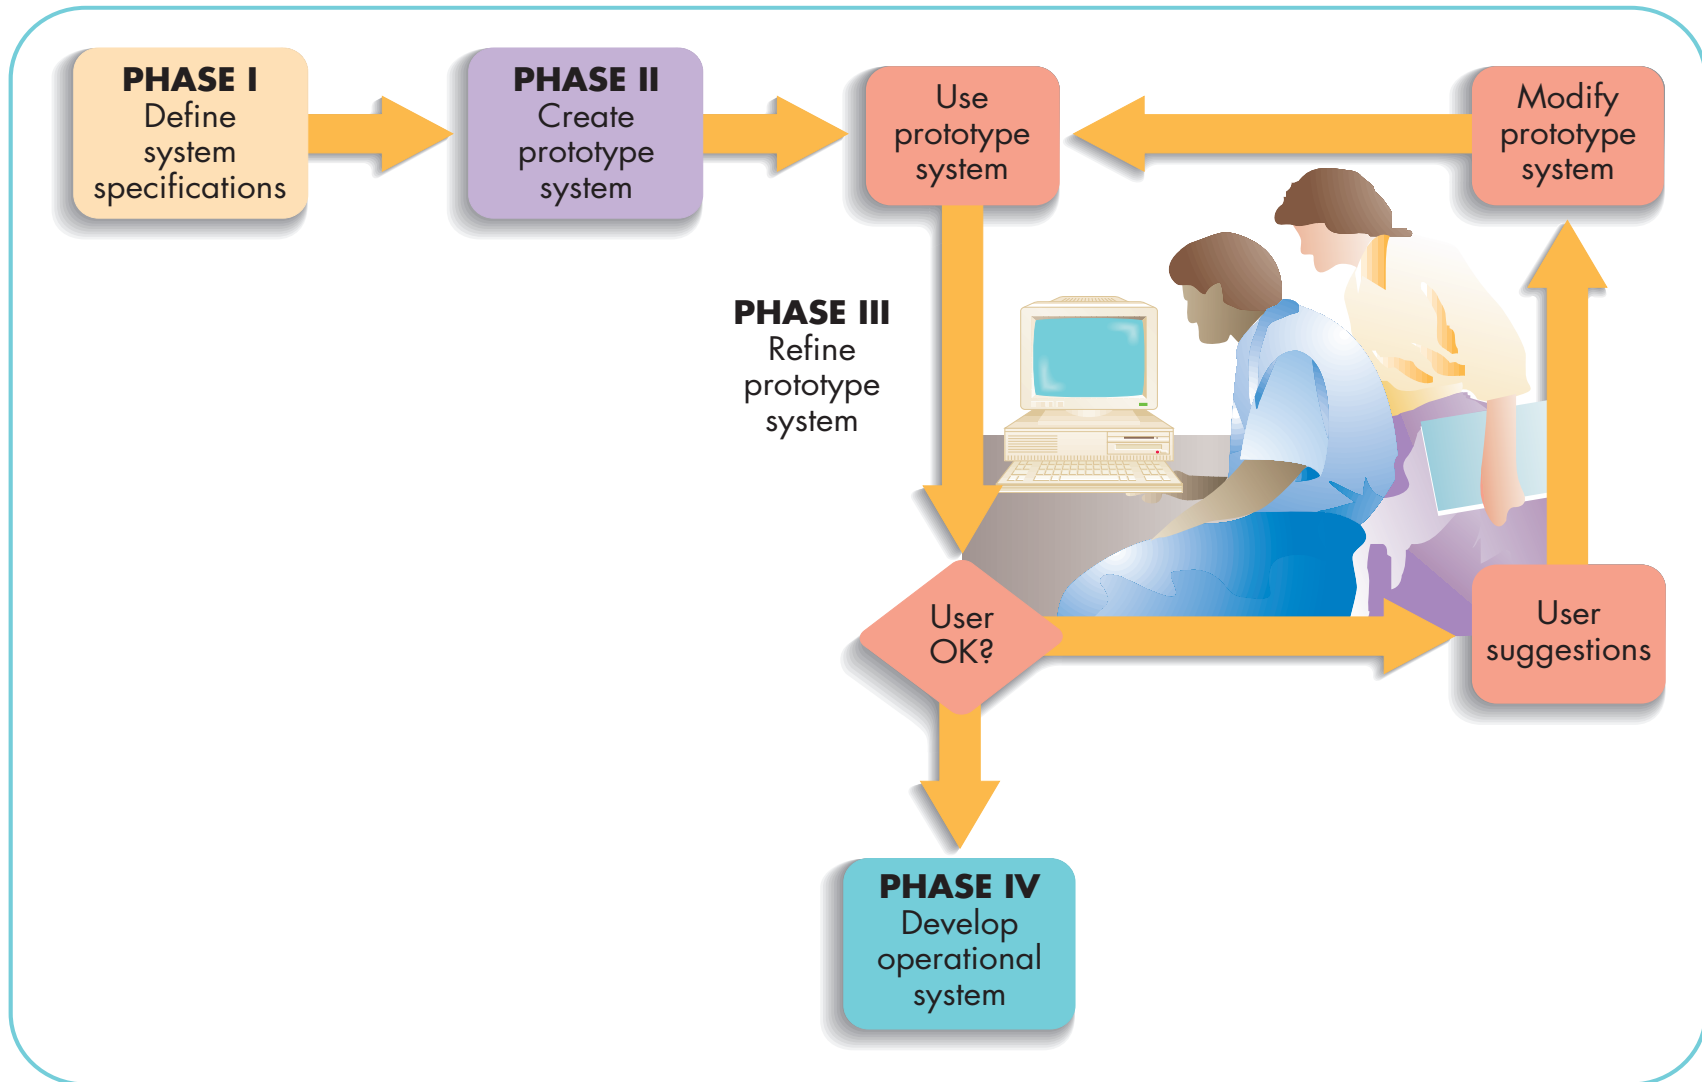 PHASE I
Define
system
specifications
PHASE II
Create
prototype
system
Use
prototype
system
Modify
prototype
system
PHASE III
Refine
prototype
system
User
OK?
User
suggestions
PHASE IV
Develop
operational
system